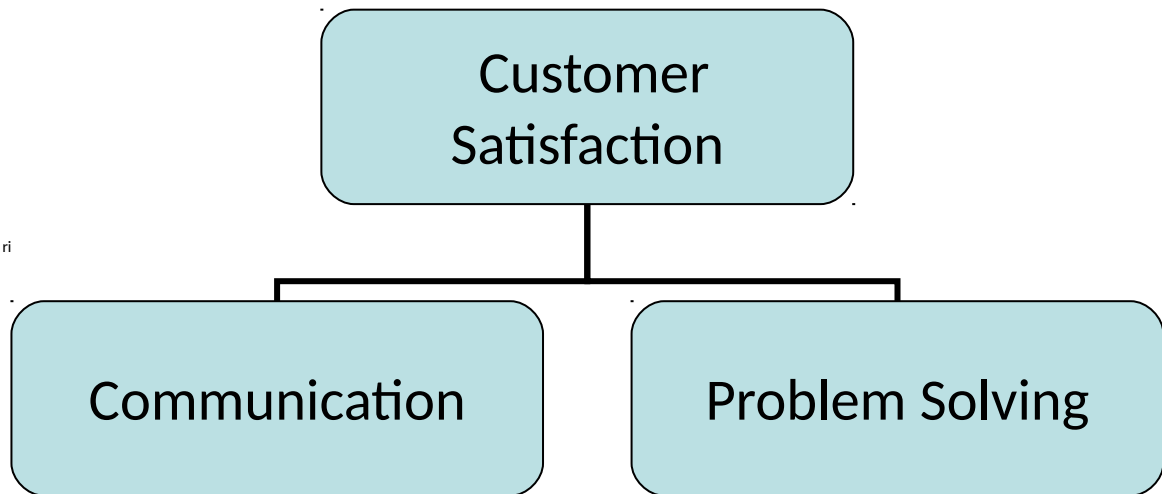 Customer
Satisfaction
ri
Communication
Problem Solving